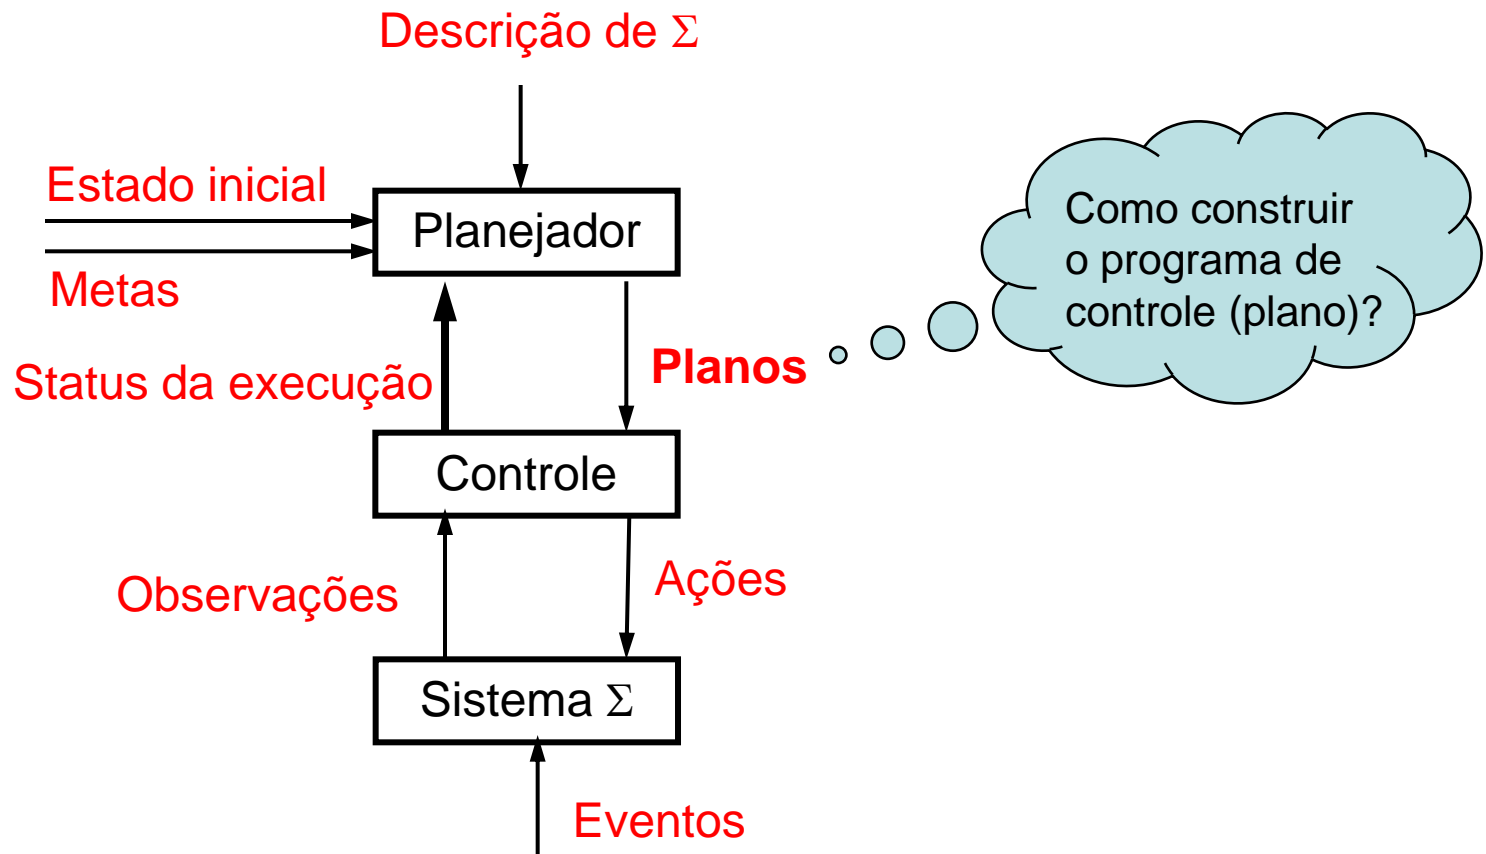 Descrição de Σ
Estado inicial
Planejador
Metas
Como construir
o programa de
controle (plano)?
Status da execução
Planos
Controle
Observações
Ações
Sistema Σ
Eventos